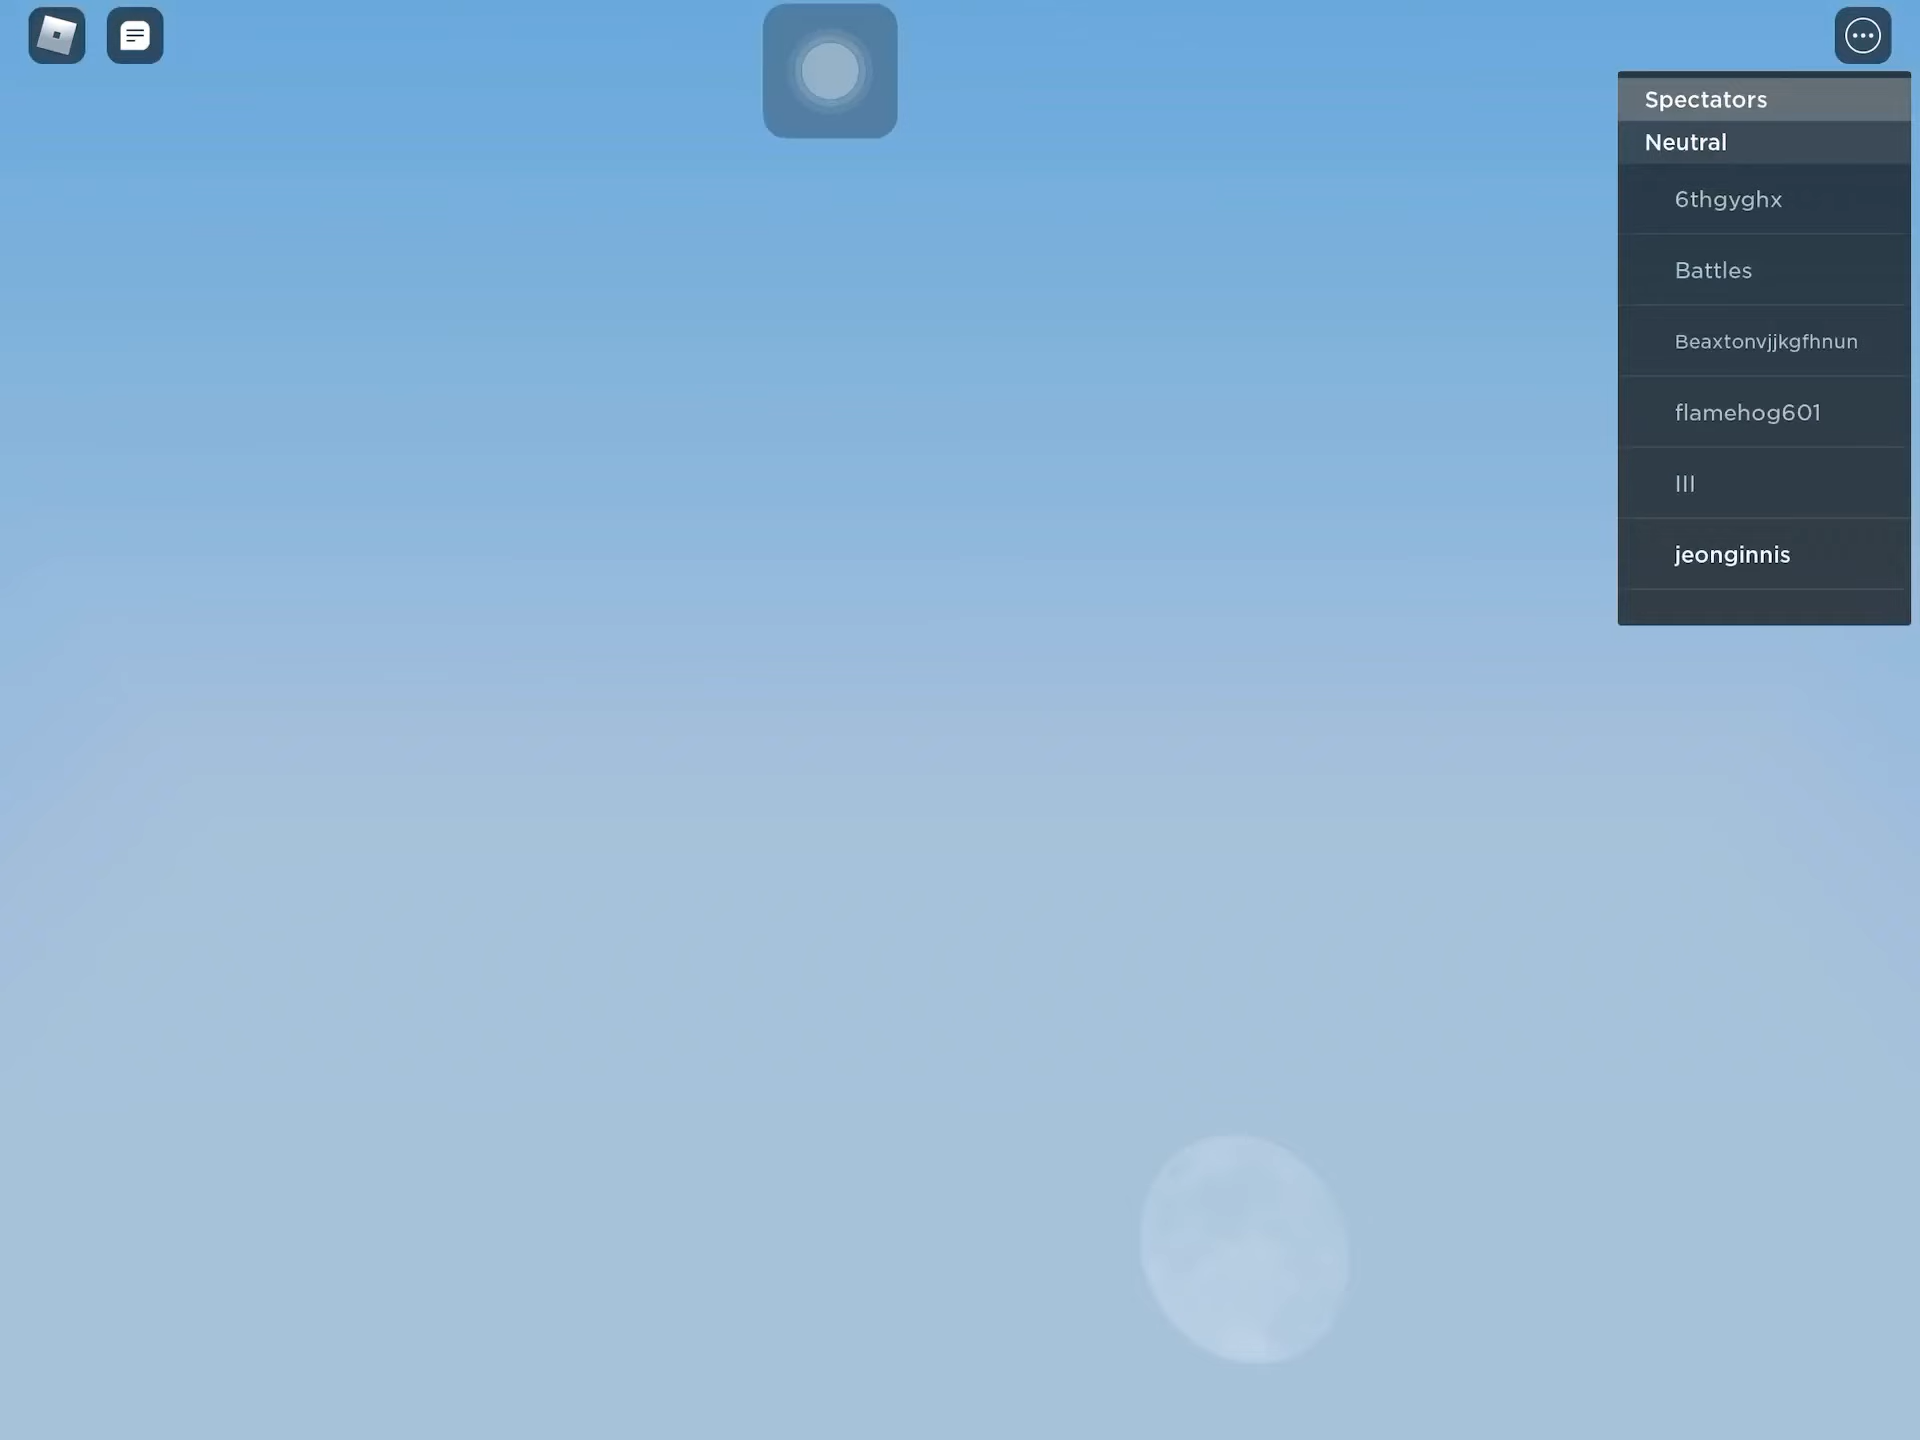 Spectators
Neutral
6thgyghx
Battles
Beaxtonvjjkgfhnun
flamehog601
III
jeonginnis